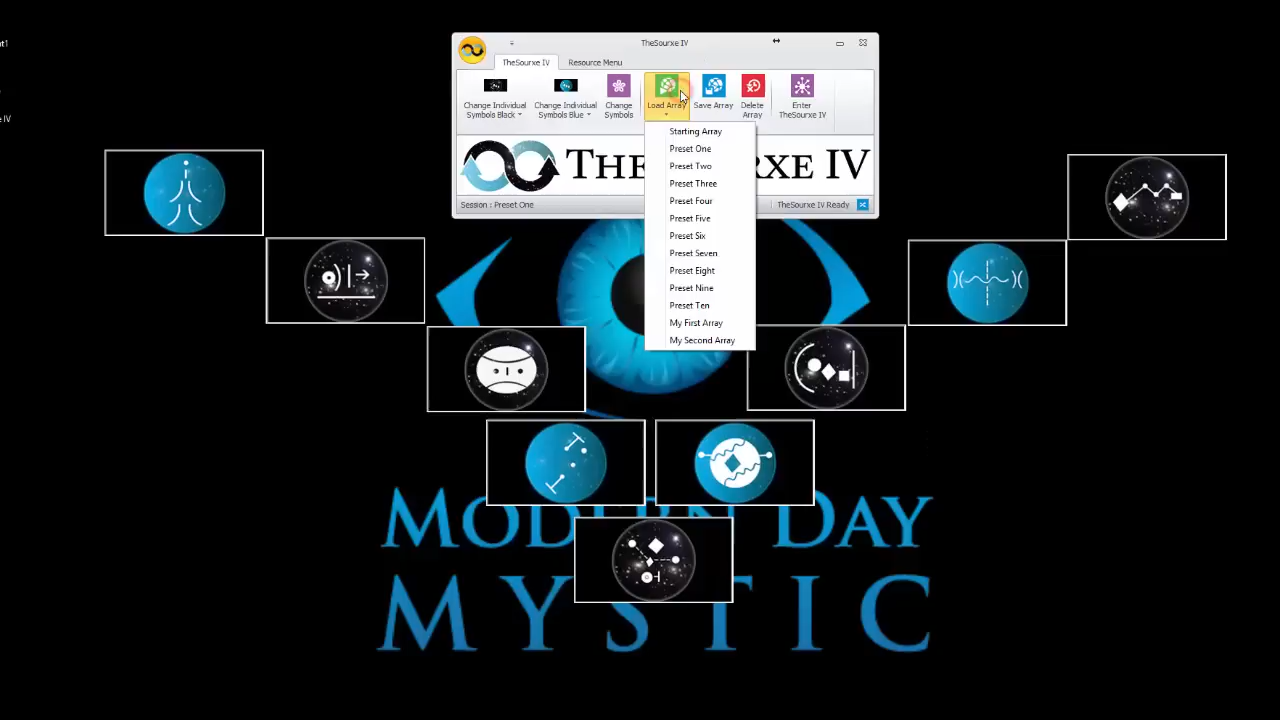 nt1
IV
TheSourxe IV
TheSourxe IV
Resource Menu
Change Individual
Symbols Black
Change Individual
Symbols Blue
Change
Symbols
Load Array
Save Array
Delete
Array
Enter
TheSourxe IV
Starting Array
Preset One
Preset Two
Preset Three
Preset Four
Preset Five
Preset Six
Preset Seven
Preset Eight
Preset Nine
Preset Ten
My First Array
My Second Array
Session : Preset One
TheSourxe IV Ready
MODERN DAY
MYSTIC